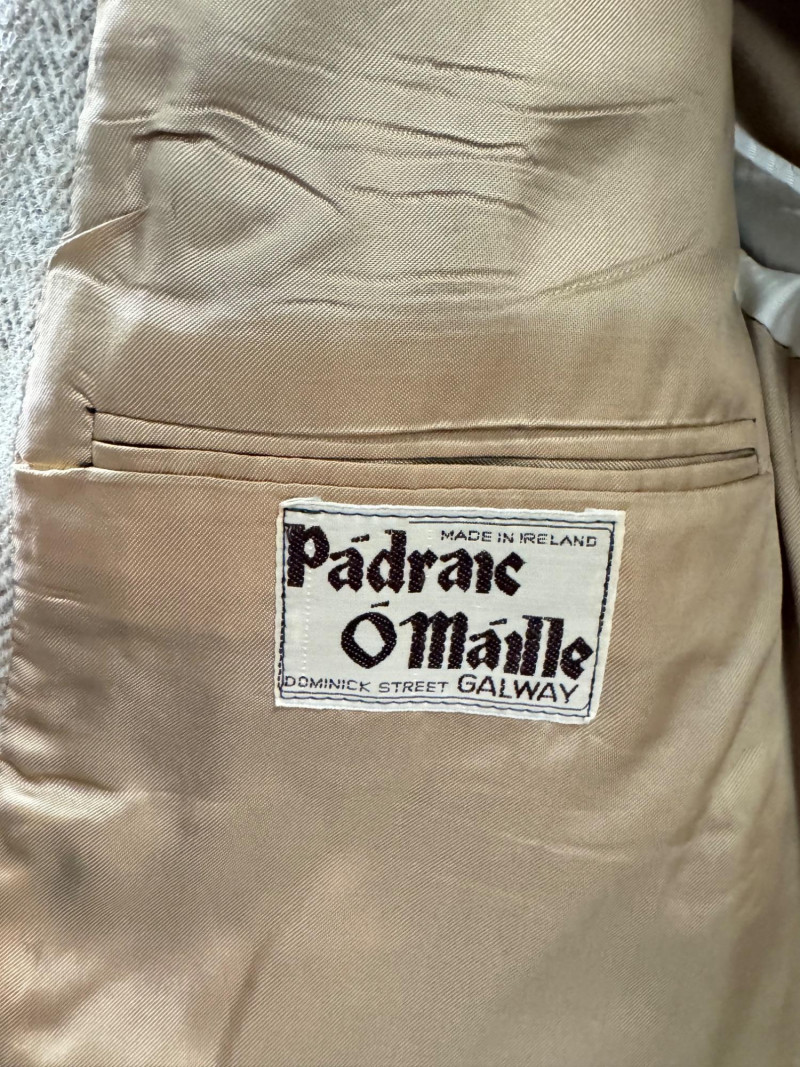 MADE IN IRELAND
Pádraic
Ó Máille
DOMINICK STREET GALWAY